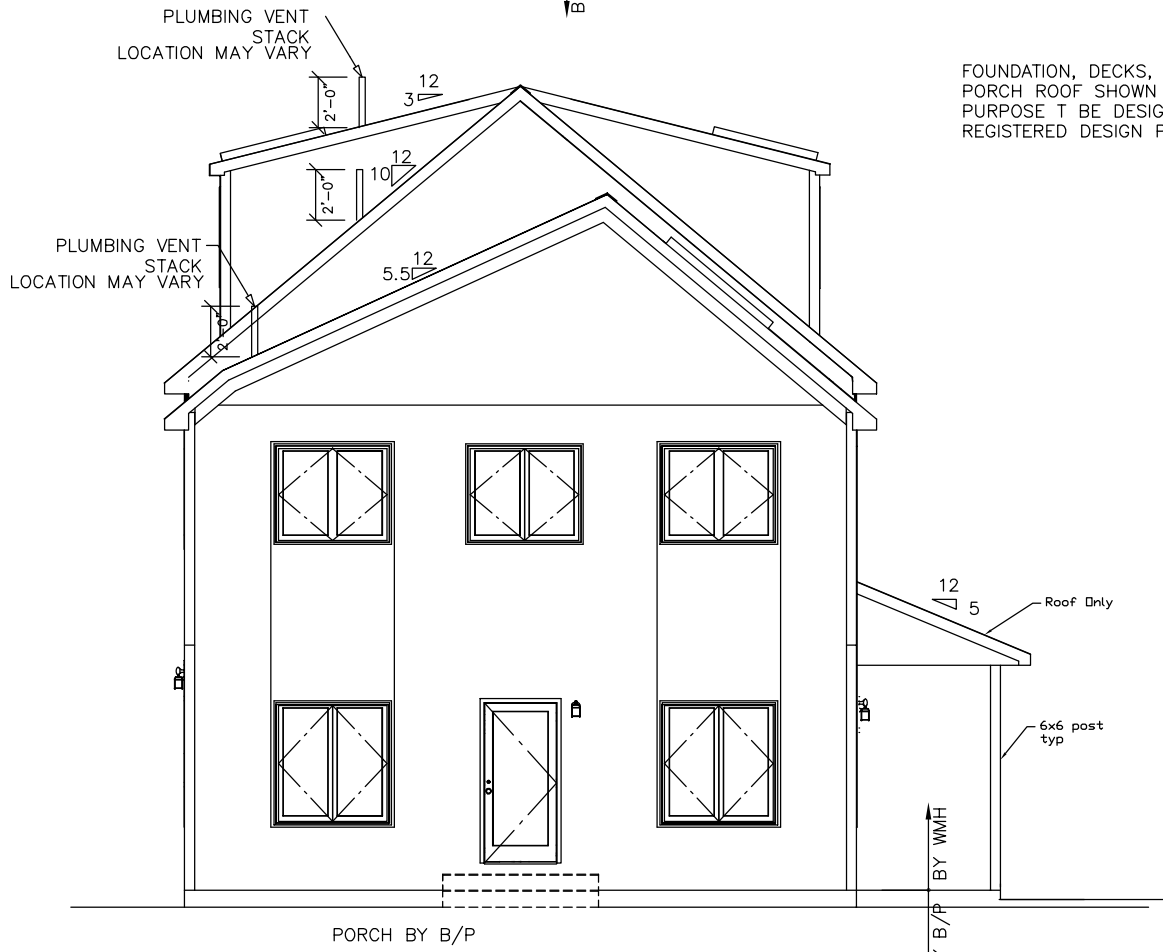 B
PLUMBING VENT
STACK
LOCATION MAY VARY
2'-0"
12
3
FOUNDATION, DECKS,
PORCH ROOF SHOWN
PURPOSE T BE DESIG
REGISTERED DESIGN
12
10
2'-0"
PLUMBING VENT
STACK
LOCATION MAY VARY
12
5.5
2'-0"
12
5
Roof Only
6x6 post
typ
BY WMH
B/P
PORCH BY B/P